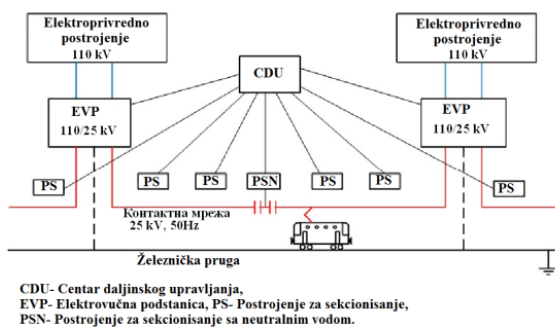 Elektroprivredno
postrojenje
110 kV
Elektroprivredno
postrojenje
110 kV
CDU
EVP
110/25 kV
EVP
110/25 kV
PS
PS
PS
PSN
PS
PS
PS
Контактна мрежа
25 kV, 50Hz
Železnička pruga
CDU- Centar daljinskog upravljanja,
EVP- Elektrovučna podstanica, PS- Postrojenje za sekcionisanje,
PSN- Postrojenje za sekcionisanje sa neutralnim vodom.